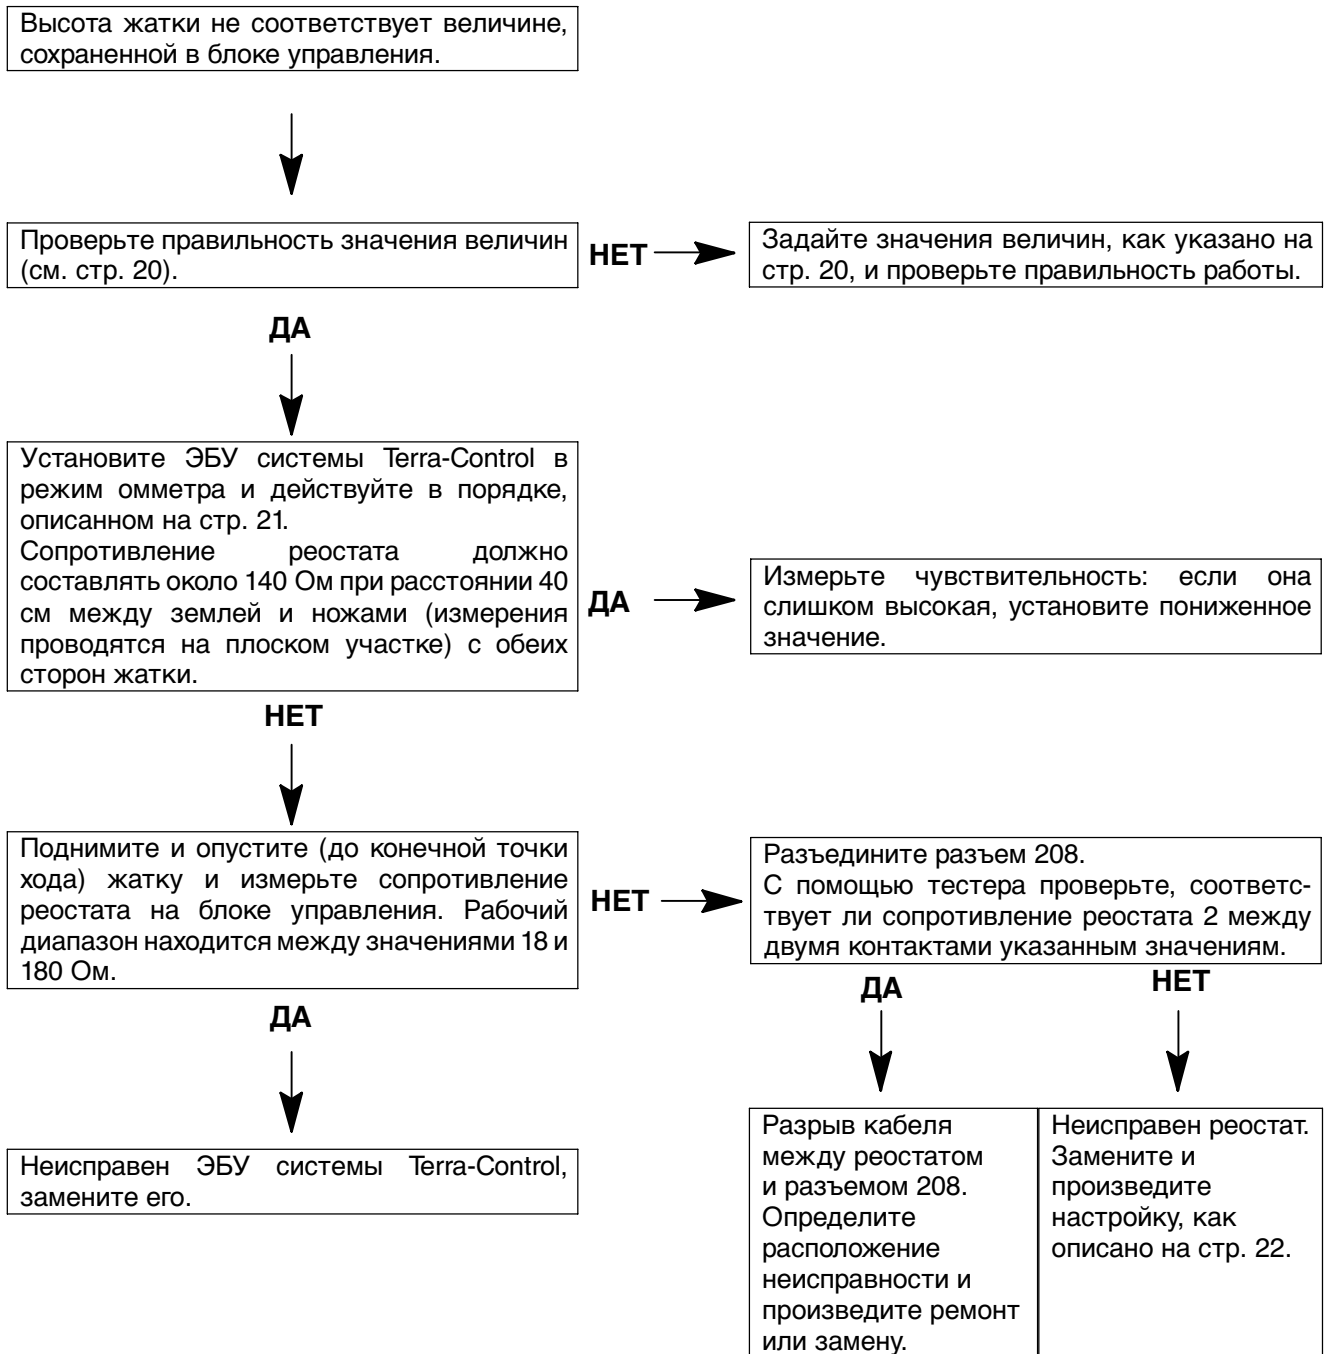 Высота жатки не соответствует величине,
сохраненной в блоке управления.
Проверьте правильность значения величин
(см. стр. 20).
НЕТ
Задайте значения величин, как указано на
стр. 20, и проверьте правильность работы.
ДА
Установите ЭБУ системы Terra-Control в
режим омметра и действуйте в порядке,
описанном на стр. 21.
Сопротивление реостата должно
составлять около 140 Ом при расстоянии 40
см между землей и ножами (измерения
проводятся на плоском участке) с обеих
сторон жатки.
ДА
Измерьте чувствительность: если она
слишком высокая, установите пониженное
значение.
НЕТ
Поднимите и опустите (до конечной точки
хода) жатку и измерьте сопротивление
реостата на блоке управления. Рабочий
диапазон находится между значениями 18 и
180 Ом.
НЕТ
Разъедините разъем 208.
С помощью тестера проверьте, соответс-
твует ли сопротивление реостата 2 между
двумя контактами указанным значениям.
ДА
Неисправен ЭБУ системы Terra-Control,
замените его.
ДА
Разрыв кабеля
между реостатом
и разъемом 208.
Определите
расположение
неисправности и
произведите ремонт
или замену.
НЕТ
Неисправен реостат.
Замените и
произведите
настройку, как
описано на стр. 22.